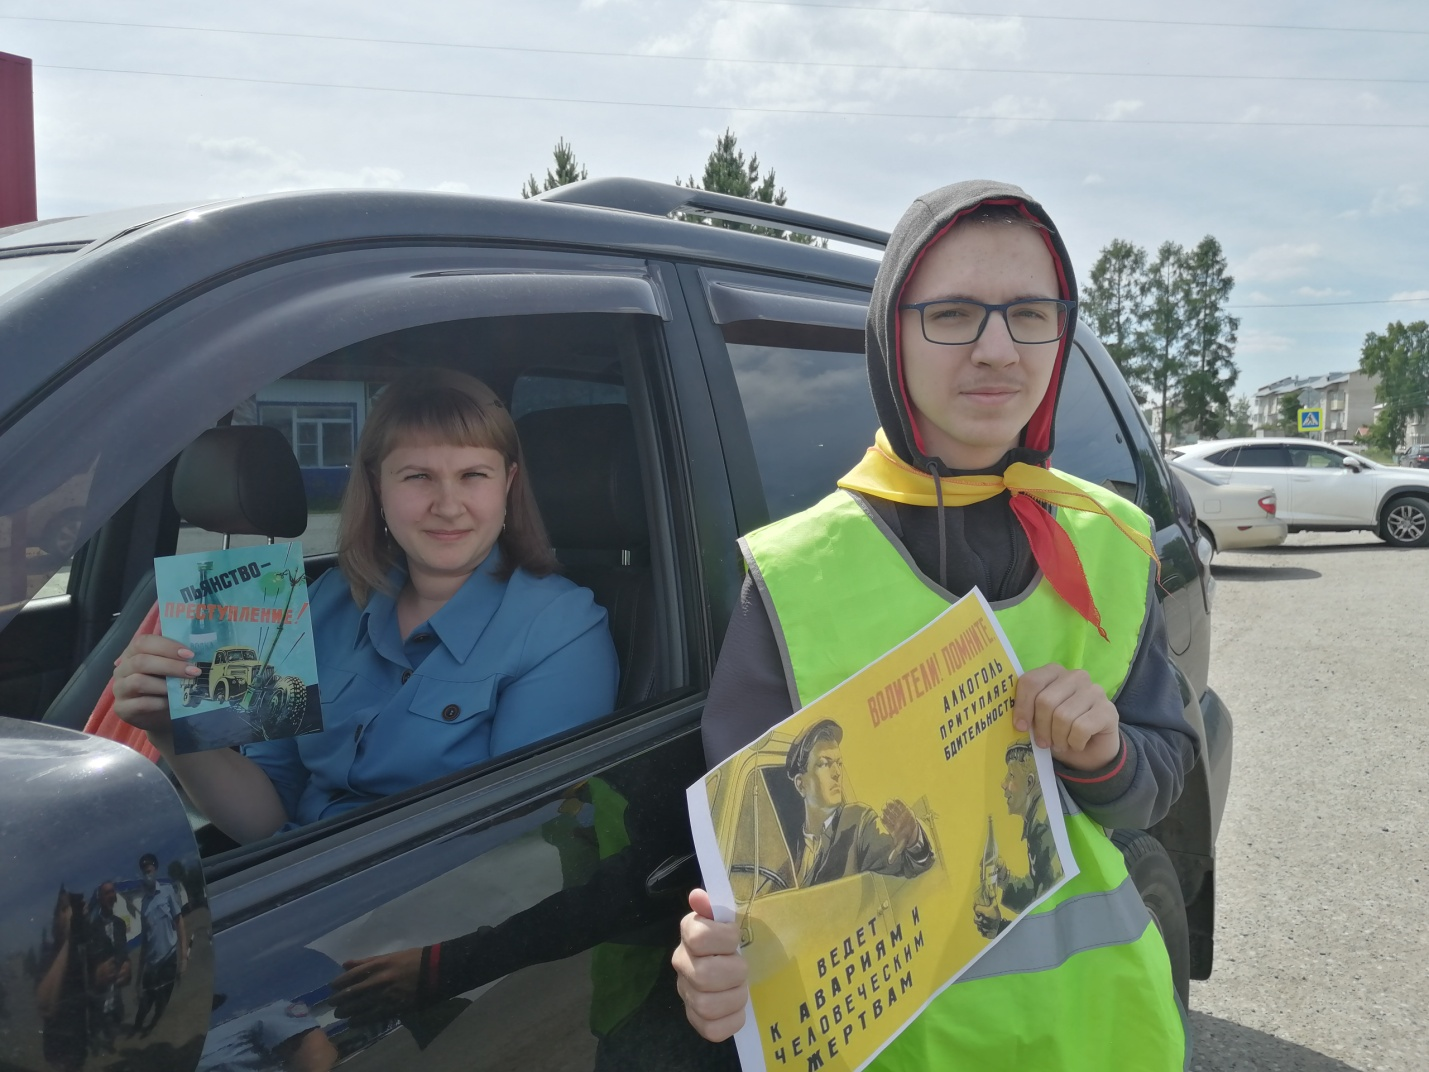 ПЬЯНСТВО–
ПРЕСТУПЛЕНИЕ!
ВОДИТЕЛИ! ПОМНИТЕ
АЛКОГОЛЬ
ПРИТУПЛЯЕТ
БДИТЕЛЬНОСТЬ
ВЕДЕТ
К АВАРИЯМ И
ЧЕЛОВЕЧЕСКИМ
ЖЕРТВАМ